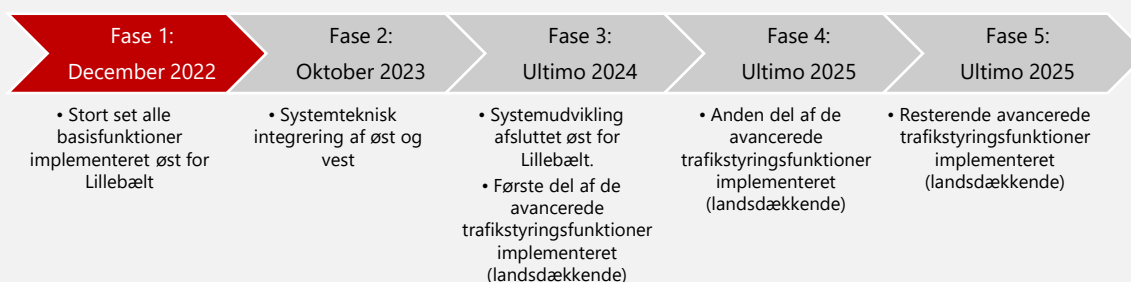 Fase 1:
December 2022
Fase 2:
Oktober 2023
Fase 3:
Ultimo 2024
Fase 4:
Ultimo 2025
Fase 5:
Ultimo 2025
• Stort set alle
basisfunktioner
implementeret øst for
Lillebælt
• Systemteknisk
integrering af øst og
vest
• Systemudvikling
afsluttet øst for
Lillebælt.
• Første del af de
avancerede
trafikstyringsfunktioner
implementeret
(landsdækkende)
• Anden del af de
avancerede
trafikstyringsfunktioner
implementeret
(landsdækkende)
• Resterende avancerede
trafikstyringsfunktioner
implementeret
(landsdækkende)